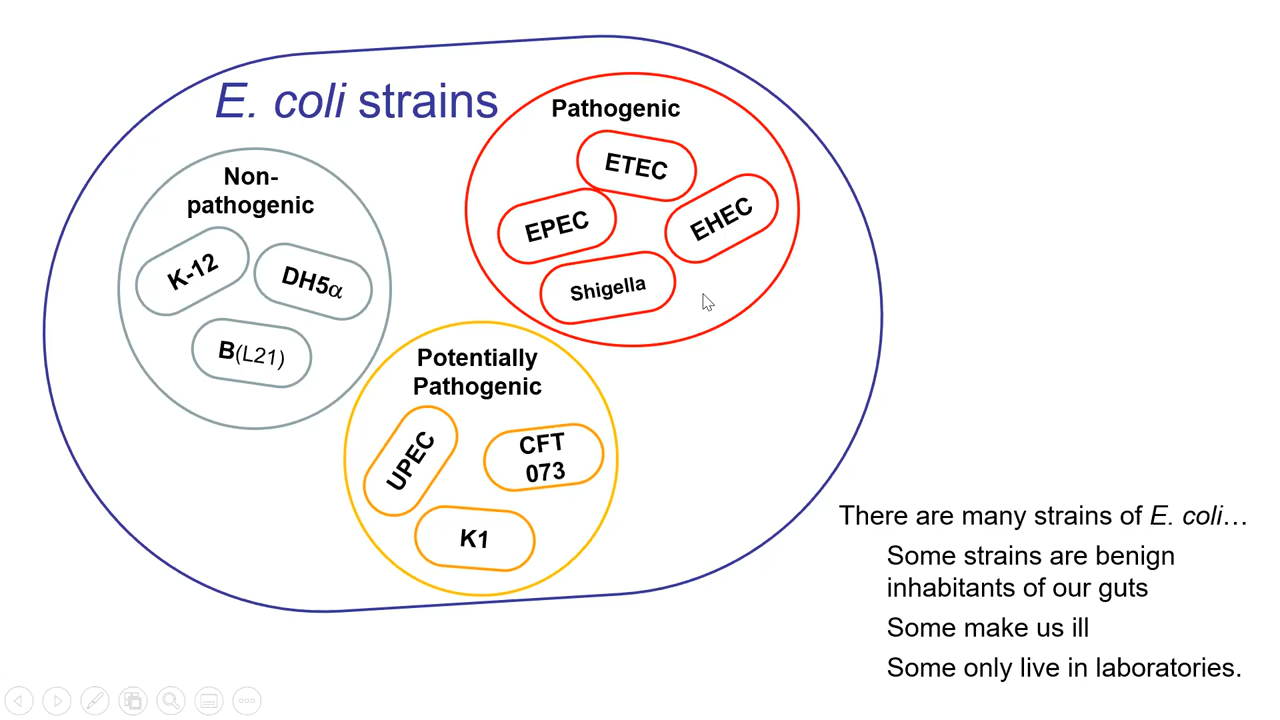 E. coli strains
Non-
pathogenic
K-12
DH5α
B(L21)
Pathogenic
ETEC
EPEC
EHEC
Shigella
Potentially
Pathogenic
UPEC
CFT
073
K1
There are many strains of E. coli…
Some strains are benign
inhabitants of our guts
Some make us ill
Some only live in laboratories.